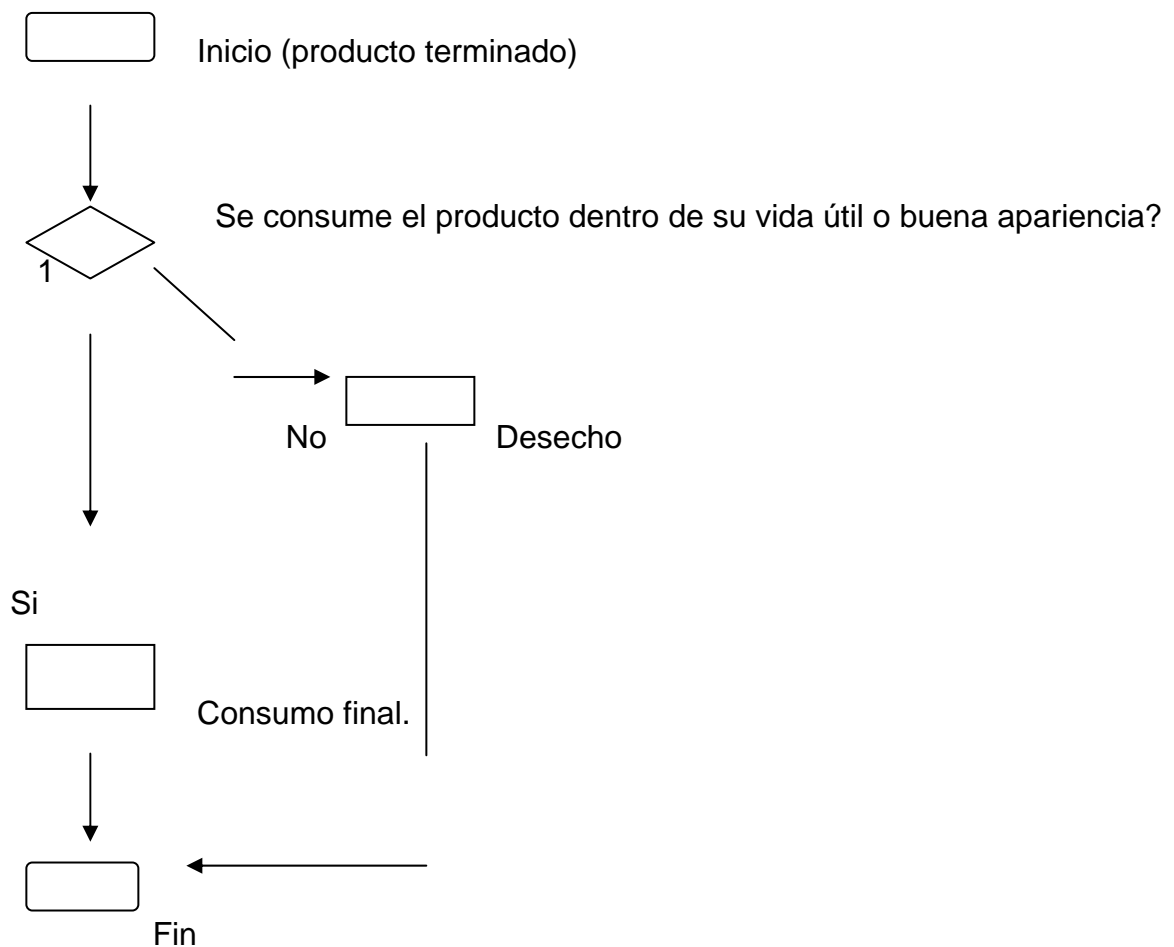 Inicio (producto terminado)
Se consume el producto dentro de su vida útil o buena apariencia?
1
No
Desecho
Si
Consumo final.
Fin